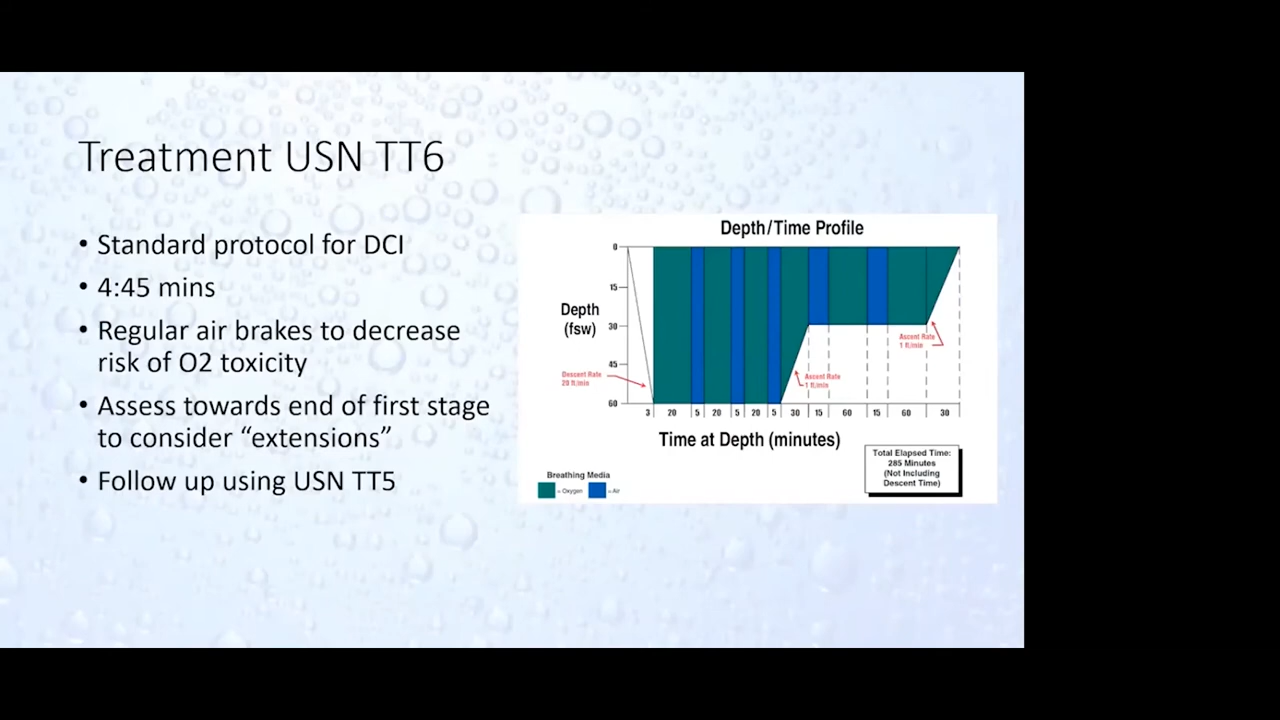 Treatment USN TT6
• Standard protocol for DCI
• 4:45 mins
• Regular air brakes to decrease
risk of O2 toxicity
• Assess towards end of first stage
to consider “extensions”
• Follow up using USN TT5
Depth/Time Profile
Depth
(fsw)
0
15
30
45
60
Descent Rate
20 ft/min
Ascent Rate
1 ft/min
Ascent Rate
1 ft/min
3 20 5 20 5 20 5 30 15 60 15 60 30
Time at Depth (minutes)
Total Elapsed Time:
285 Minutes
(Not Including
Descent Time)
Breathing Media
= Oxygen = Air